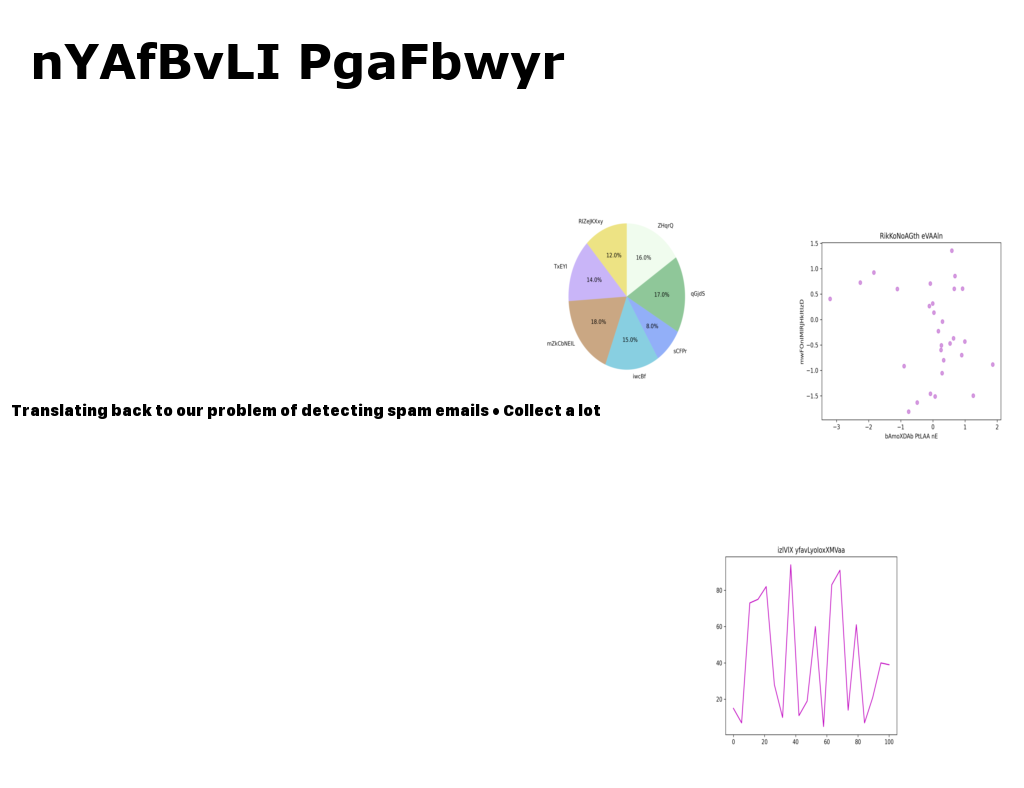 nYAfBvLI PgaFbwyr
RIZeJKXxy
ZHqrQ
TxEYI
qGjdS
mZkCbNEIL
sCFPr
iwcBf
12.0%
16.0%
14.0%
17.0%
18.0%
8.0%
15.0%
RikKoNoAGth eVAAln
1.5
1.0
0.5
0.0
−0.5
−1.0
−1.5
−3 −2 −1 0 1 2
bAmoXDAb PtLAA nE
Translating back to our problem of detecting spam emails • Collect a lot
izlVIX yfavLyoloxXMVaa
80
60
40
20
0 20 40 60 80 100